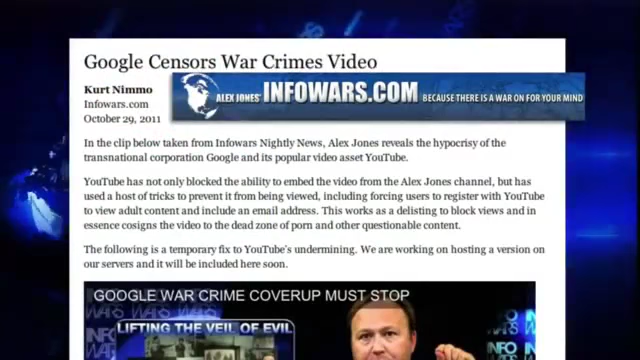 Google Censors War Crimes Video
Kurt Nimmo
Infowars.com
October 29, 2011
ALEX JONES' INFOWARS.COM BECAUSE THERE IS A WAR ON FOR YOUR MIND
In the clip below taken from Infowars Nightly News, Alex Jones reveals the hypocrisy of the
transnational corporation Google and its popular video asset YouTube.
YouTube has not only blocked the ability to embed the video from the Alex Jones channel, but has
used a host of tricks to prevent it from being viewed, including forcing users to register with YouTube
to view adult content and include an email address. This works as a delisting to block views and in
essence cosigns the video to the dead zone of porn and other questionable content.
The following is a temporary fix to YouTube's undermining. We are working on hosting a version on
our servers and it will be included here soon.
GOOGLE WAR CRIME COVERUP MUST STOP
LIFTING THE VEIL OF EVIL